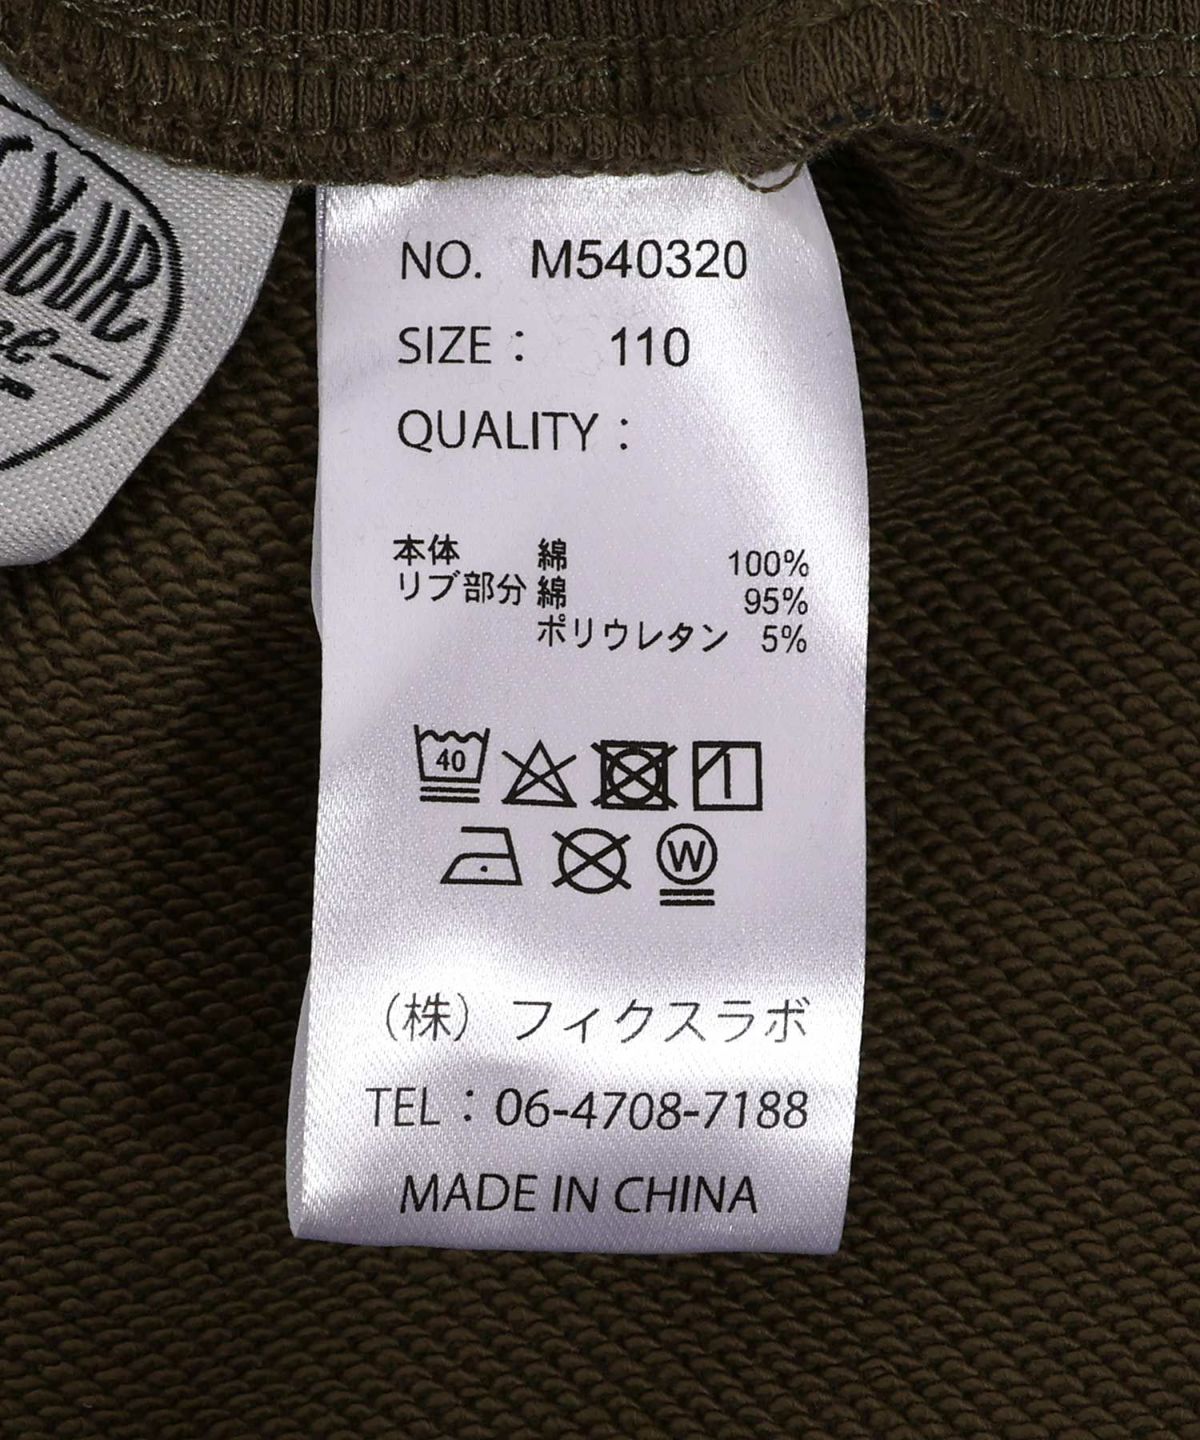 YOUR
NO. M540320
SIZE： 110
QUALITY：
本体 綿 100%
リブ部分 綿 95%
ポリウレタン 5%
40
W
（株）フィクスラボ
TEL：06-4708-7188
MADE IN CHINA